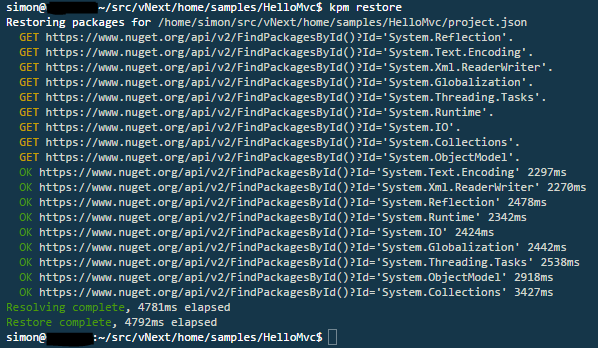 simon@:~/src/vNext/home/samples/HelloMvc$ kpm restore
Restoring packages for /home/simon/src/vNext/home/samples/HelloMvc/project.json
GET https://www.nuget.org/api/v2/FindPackagesById()?Id='System.Reflection'.
GET https://www.nuget.org/api/v2/FindPackagesById()?Id='System.Text.Encoding'.
GET https://www.nuget.org/api/v2/FindPackagesById()?Id='System.Xml.ReaderWriter'.
GET https://www.nuget.org/api/v2/FindPackagesById()?Id='System.Globalization'.
GET https://www.nuget.org/api/v2/FindPackagesById()?Id='System.Threading.Tasks'.
GET https://www.nuget.org/api/v2/FindPackagesById()?Id='System.Runtime'.
GET https://www.nuget.org/api/v2/FindPackagesById()?Id='System.IO'.
GET https://www.nuget.org/api/v2/FindPackagesById()?Id='System.Collections'.
GET https://www.nuget.org/api/v2/FindPackagesById()?Id='System.ObjectModel'.
OK https://www.nuget.org/api/v2/FindPackagesById()?Id='System.Text.Encoding' 2297ms
OK https://www.nuget.org/api/v2/FindPackagesById()?Id='System.Xml.ReaderWriter' 2270ms
OK https://www.nuget.org/api/v2/FindPackagesById()?Id='System.Reflection' 2478ms
OK https://www.nuget.org/api/v2/FindPackagesById()?Id='System.Runtime' 2342ms
OK https://www.nuget.org/api/v2/FindPackagesById()?Id='System.IO' 2424ms
OK https://www.nuget.org/api/v2/FindPackagesById()?Id='System.Globalization' 2442ms
OK https://www.nuget.org/api/v2/FindPackagesById()?Id='System.Threading.Tasks' 2538ms
OK https://www.nuget.org/api/v2/FindPackagesById()?Id='System.ObjectModel' 2918ms
OK https://www.nuget.org/api/v2/FindPackagesById()?Id='System.Collections' 3427ms
Resolving complete, 4781ms elapsed
Restore complete, 4792ms elapsed
simon@:~/src/vNext/home/samples/HelloMvc$